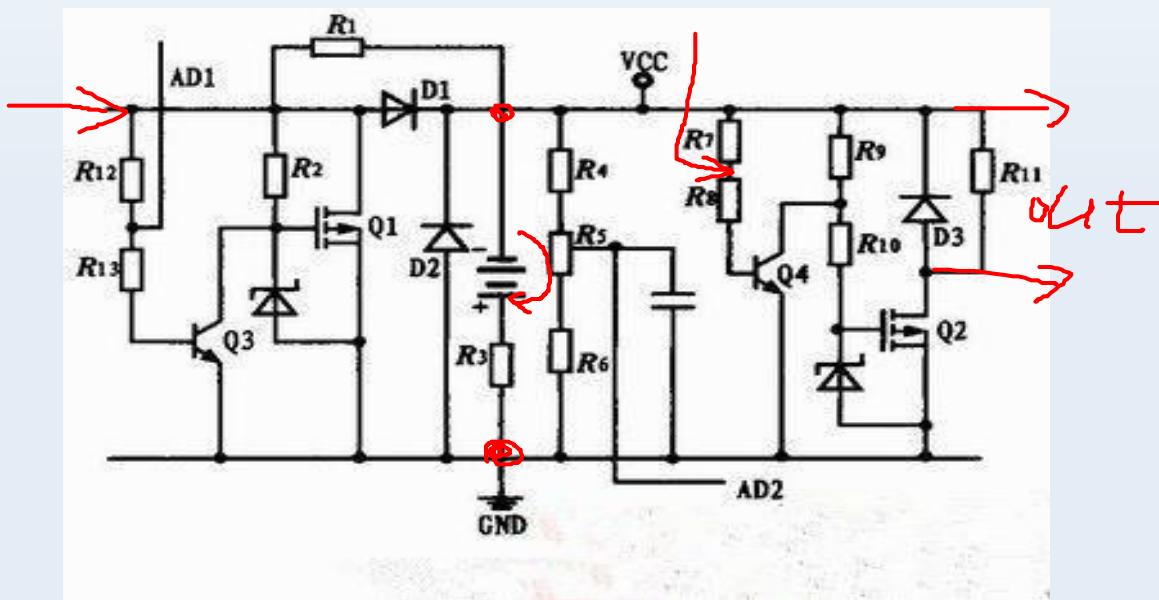 R1
AD1
D1
VCC
R12
R2
R4
R7
R9
R8
R11
out
Q1
R5
D2
−
R10
D3
R13
Q4
+
Q3
R3
R6
Q2
AD2
GND